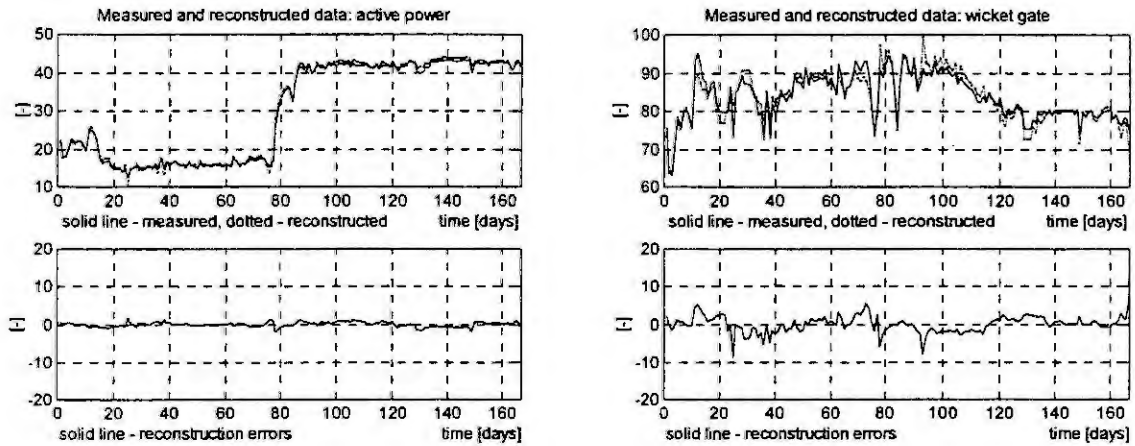 Measured and reconstructed data: active power
50
40
30
20
10
[-]
0 20 40 60 80 100 120 140 160
solid line - measured, dotted - reconstructed time [days]
20
10
0
-10
-20
[-]
0 20 40 60 80 100 120 140 160
solid line - reconstruction errors time [days]
Measured and reconstructed data: wicket gate
100
90
80
70
60
[-]
0 20 40 60 80 100 120 140 160
solid line - measured, dotted - reconstructed time [days]
20
10
0
-10
-20
[-]
0 20 40 60 80 100 120 140 160
solid line - reconstruction errors time [days]